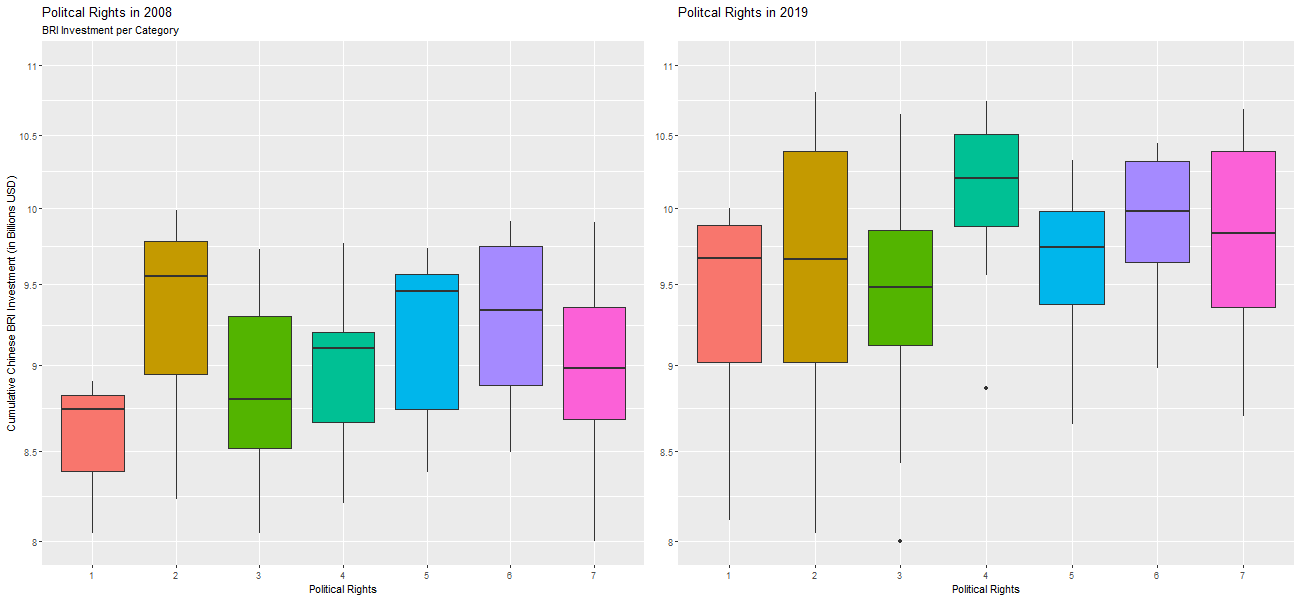 Politcal Rights in 2008
BRI Investment per Category
Cumulative Chinese BRI Investment (in Billions USD)
11
10.5
10
9.5
9
8.5
8
1 2 3 4 5 6 7
Political Rights
Politcal Rights in 2019
11
10.5
10
9.5
9
8.5
8
1 2 3 4 5 6 7
Political Rights